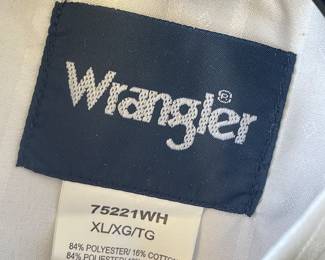 Wrangler®
75221WH
XL/XG/TG
84% POLYESTER/ 16% COTTON